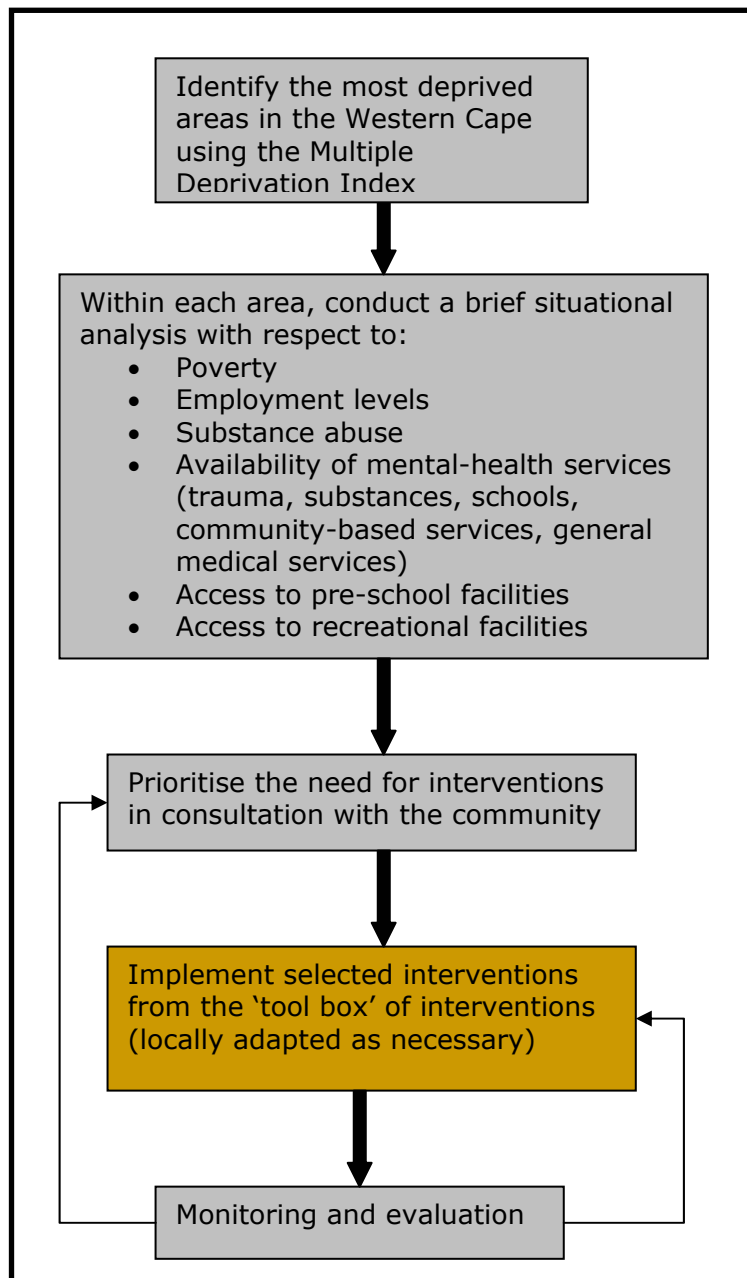 Identify the most deprived
areas in the Western Cape
using the Multiple
Deprivation Index
Within each area, conduct a brief situational
analysis with respect to:
• Poverty
• Employment levels
• Substance abuse
• Availability of mental-health services
(trauma, substances, schools,
community-based services, general
medical services)
• Access to pre-school facilities
• Access to recreational facilities
Prioritise the need for interventions
in consultation with the community
Implement selected interventions
from the ‘tool box’ of interventions
(locally adapted as necessary)
Monitoring and evaluation